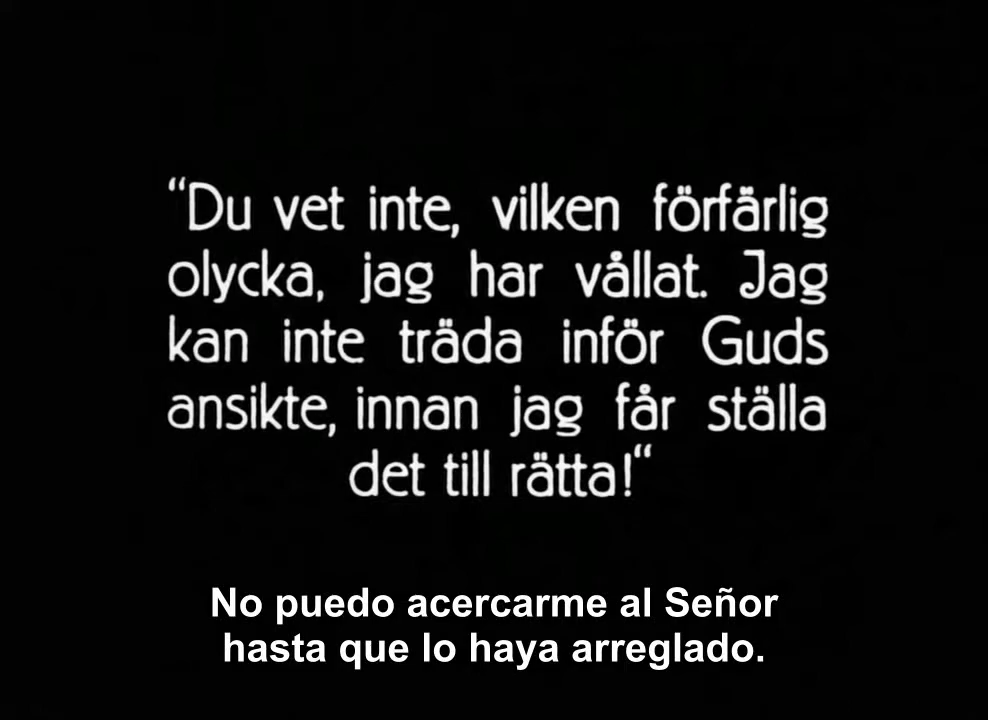 “Du vet inte, vilken förfärlig
olycka, jag har vållat. Jag
kan inte träda inför Guds
ansikte, innan jag får ställa
det till rätta!“
No puedo acercarme al Señor
hasta que lo haya arreglado.